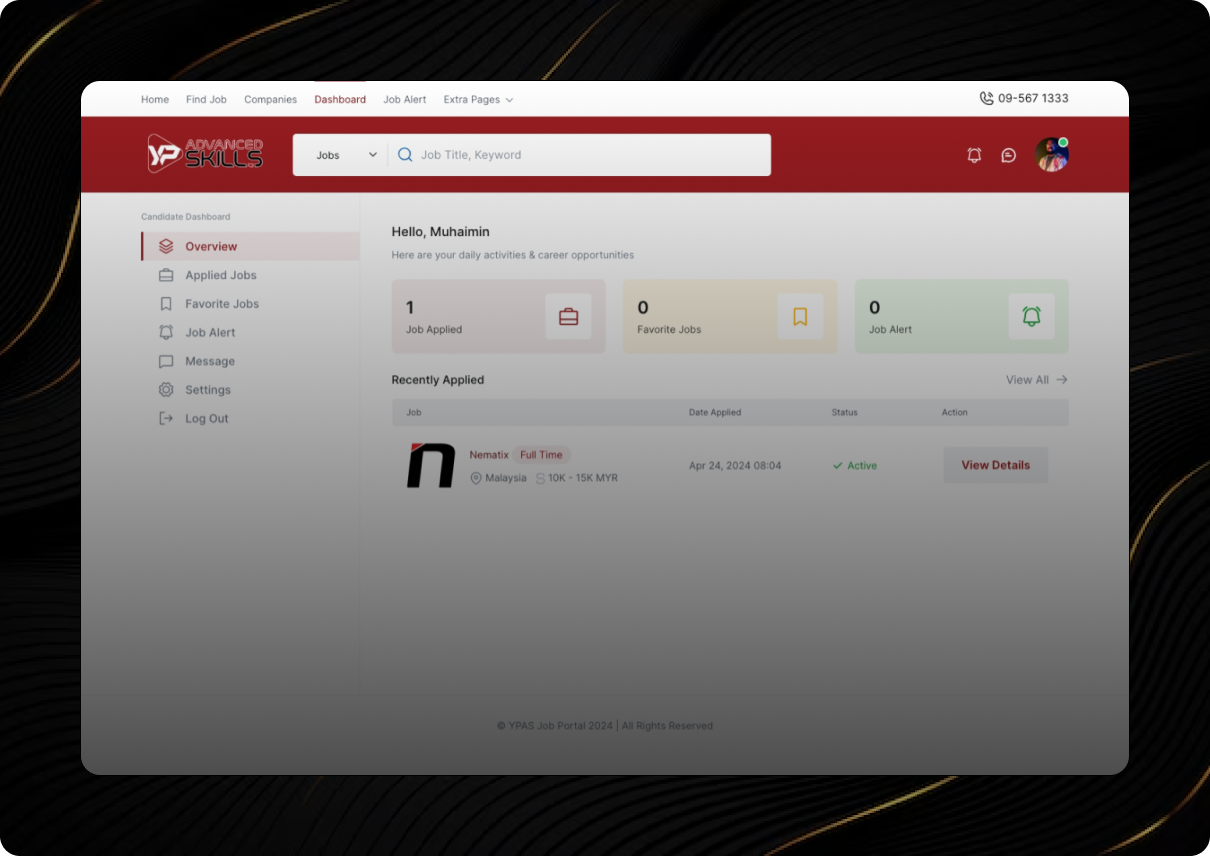 Home Find Job Companies Dashboard Job Alert Extra Pages 09-567 1333
YP ADVANCED
SKILLS
Jobs Job Title, Keyword
Candidate Dashboard
Overview
Applied Jobs
Favorite Jobs
Job Alert
Message
Settings
Log Out
Hello, Muhaimin
Here are your daily activities & career opportunities
1
Job Applied
0
Favorite Jobs
0
Job Alert
Recently Applied View All
Job Date Applied Status Action
Nematix Full Time
Malaysia 10K - 15K MYR
Apr 24, 2024 08:04 Active View Details
© YPAS Job Portal 2024 | All Rights Reserved